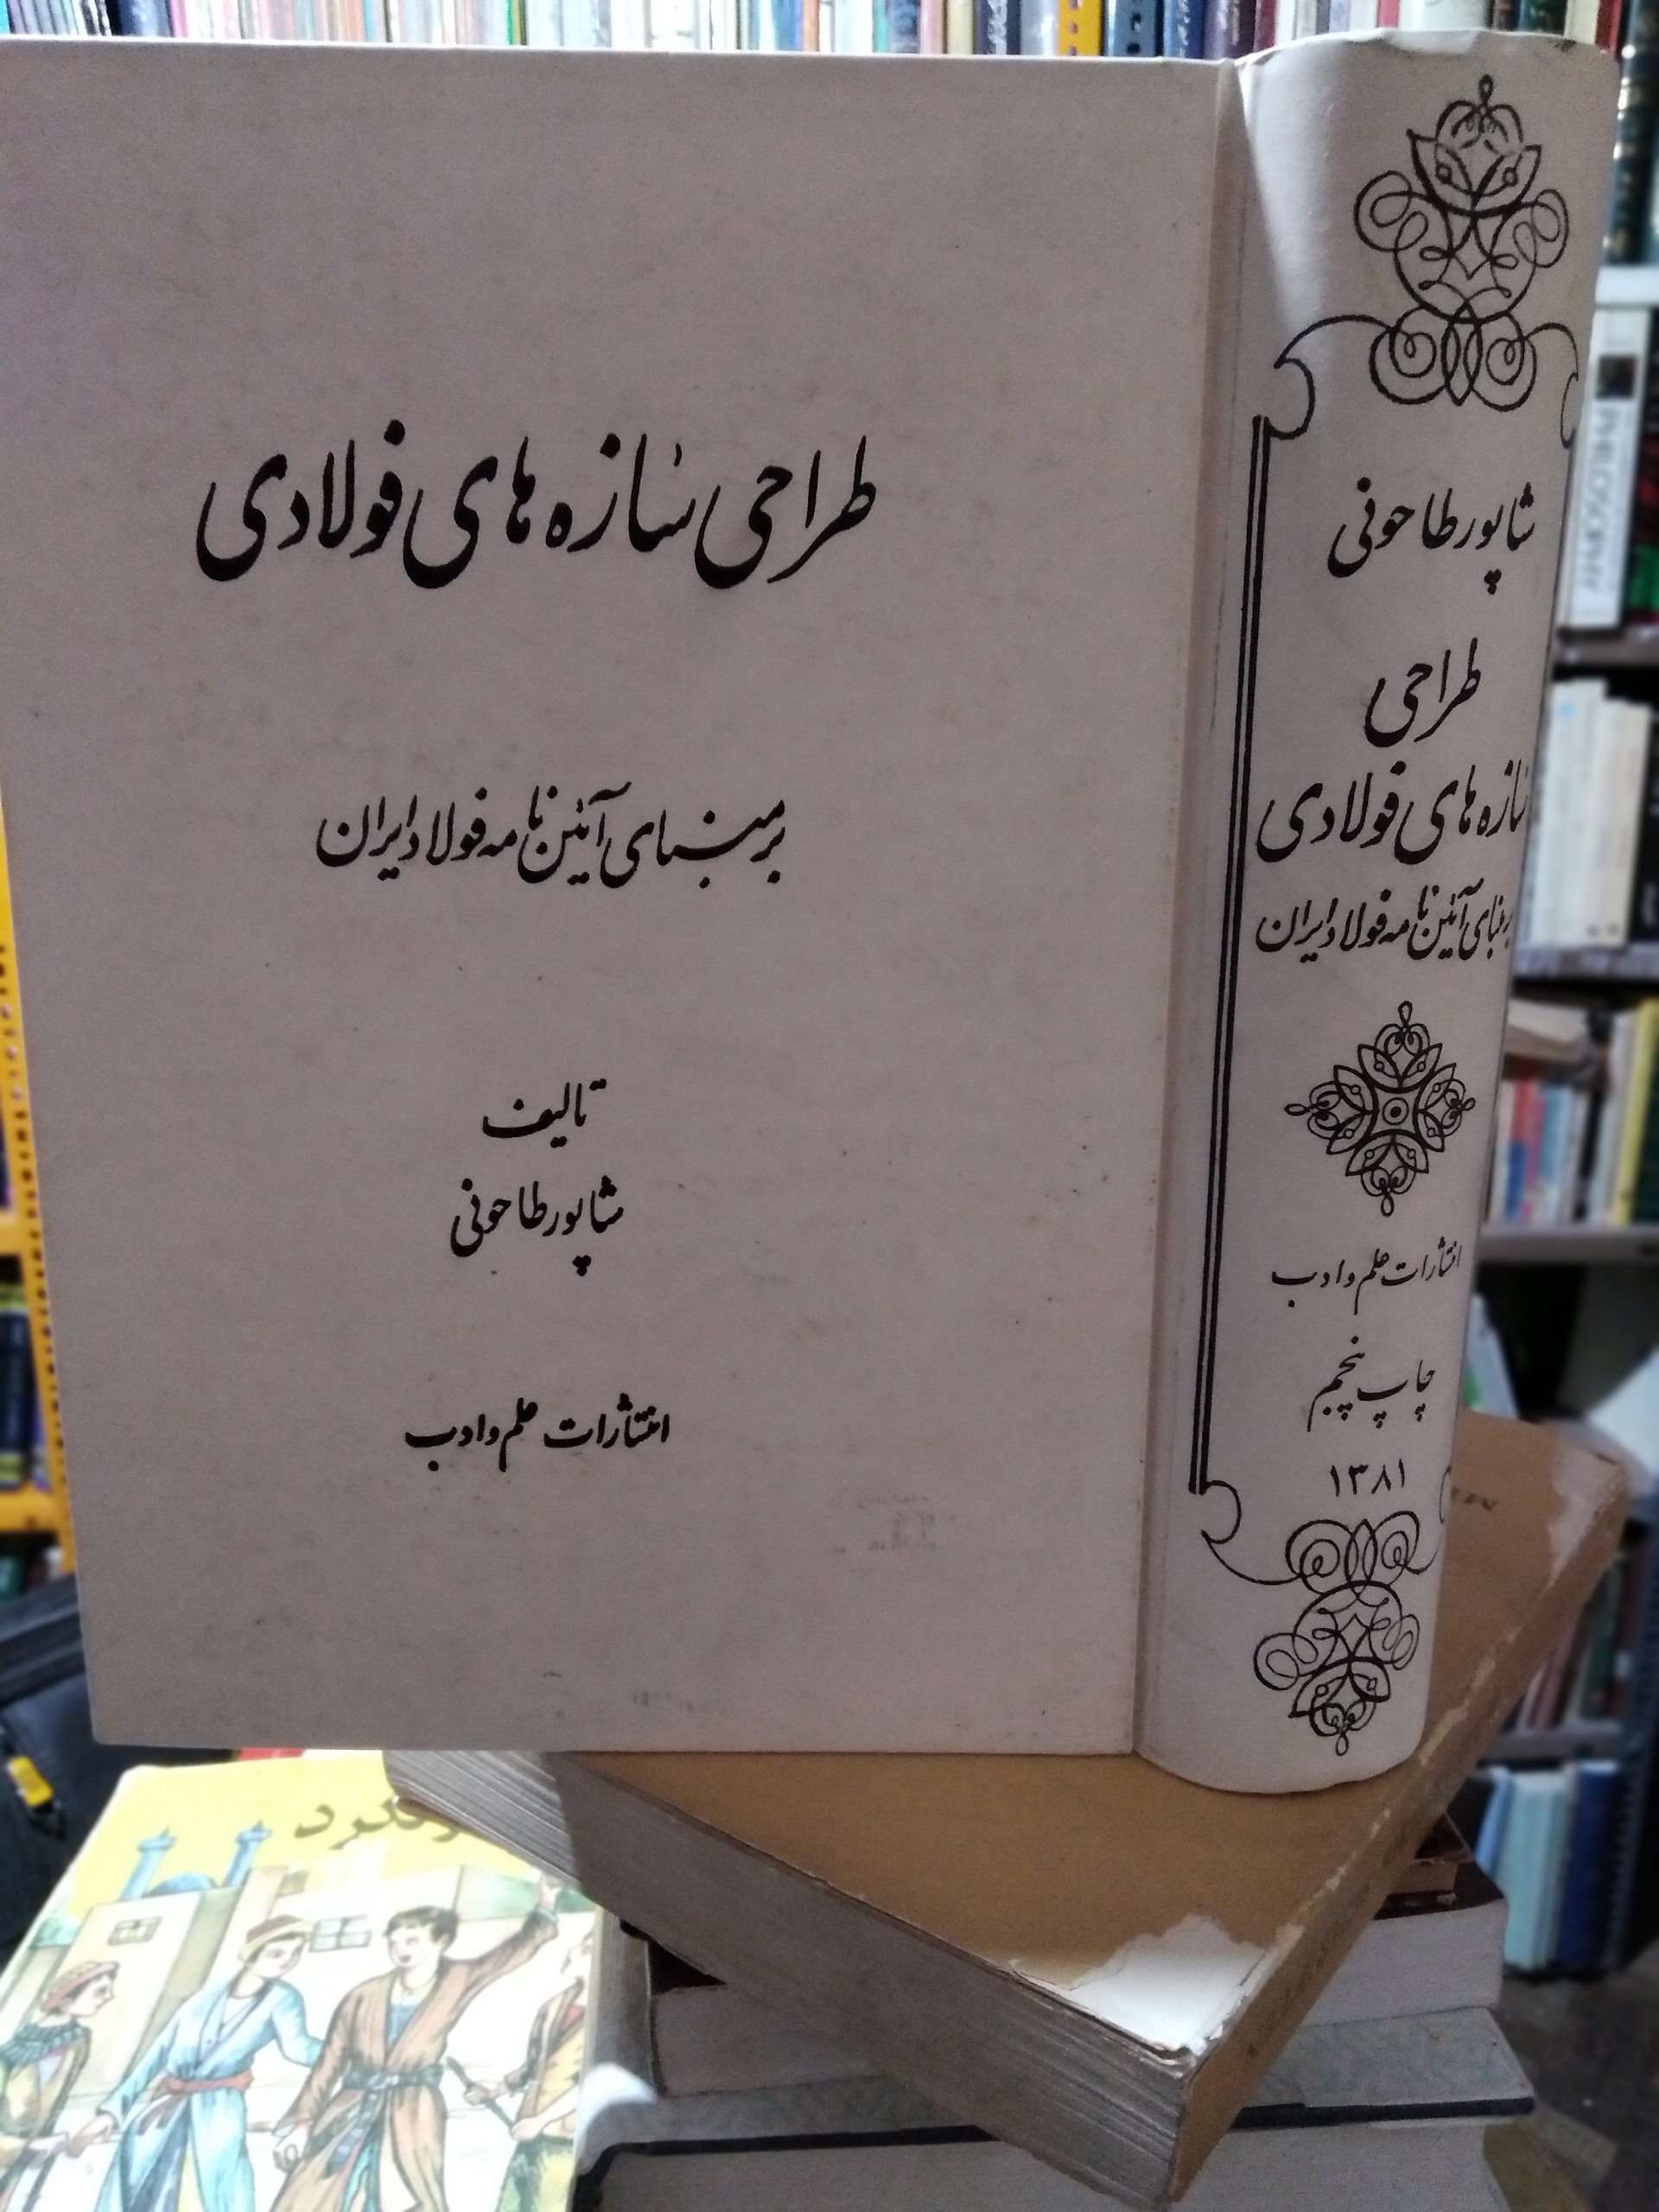 طراحی سازه های فولادی
بر مبنای آئین نامه فولاد ایران
تالیف
شاپور طاحونی
انتشارات علم و ادب
شاپور طاحونی
طراحی
سازه های فولادی
بر مبنای آئین نامه فولاد ایران
انتشارات علم و ادب
چاپ پنجم
۱۳۸۱
PHILOSOPHY